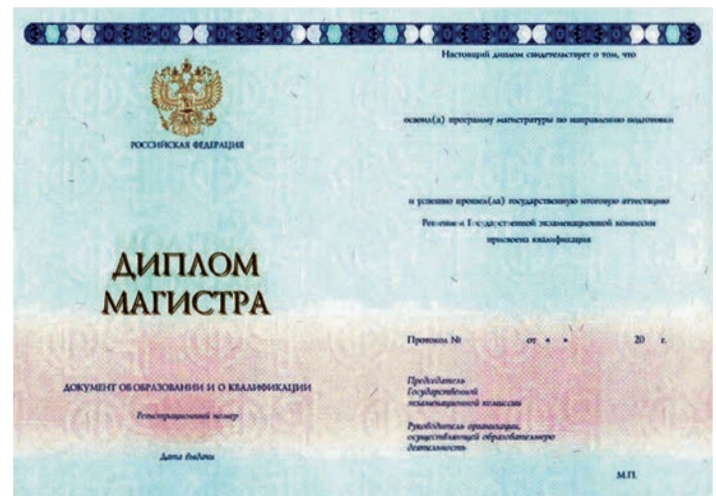 РОССИЙСКАЯ ФЕДЕРАЦИЯ
ДИПЛОМ
МАГИСТРА
ДОКУМЕНТ ОБ ОБРАЗОВАНИИ И О КВАЛИФИКАЦИИ
Регистрационный номер
Дата выдачи
Настоящий диплом свидетельствует о том, что
освоил(а) программу магистратуры по направлению подготовки
и успешно прошел(ла) государственную итоговую аттестацию
Решением Государственной экзаменационной комиссии
присвоена квалификация
Протокол № от « » 20 г.
Председатель
Государственной
экзаменационной комиссии
Руководитель организации,
осуществляющей образовательную
деятельность
М.П.